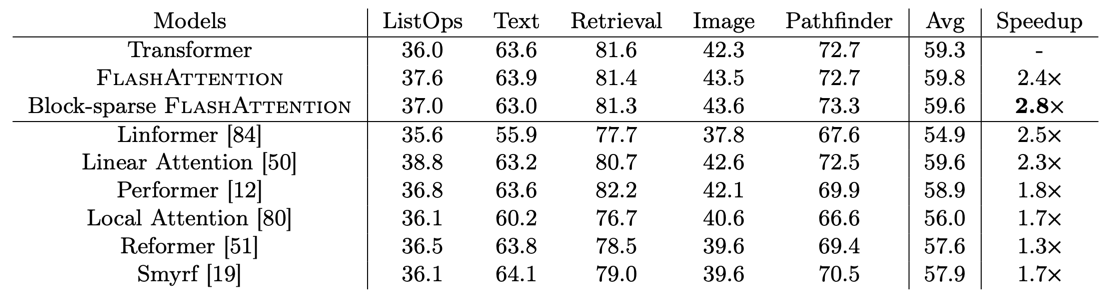 Models ListOps Text Retrieval Image Pathfinder Avg Speedup
Transformer 36.0 63.6 81.6 42.3 72.7 59.3 -
FLASHATTENTION 37.6 63.9 81.4 43.5 72.7 59.8 2.4×
Block-sparse FLASHATTENTION 37.0 63.0 81.3 43.6 73.3 59.6 2.8×
Linformer [84] 35.6 55.9 77.7 37.8 67.6 54.9 2.5×
Linear Attention [50] 38.8 63.2 80.7 42.6 72.5 59.6 2.3×
Performer [12] 36.8 63.6 82.2 42.1 69.9 58.9 1.8×
Local Attention [80] 36.1 60.2 76.7 40.6 66.6 56.0 1.7×
Reformer [51] 36.5 63.8 78.5 39.6 69.4 57.6 1.3×
Smyrf [19] 36.1 64.1 79.0 39.6 70.5 57.9 1.7×